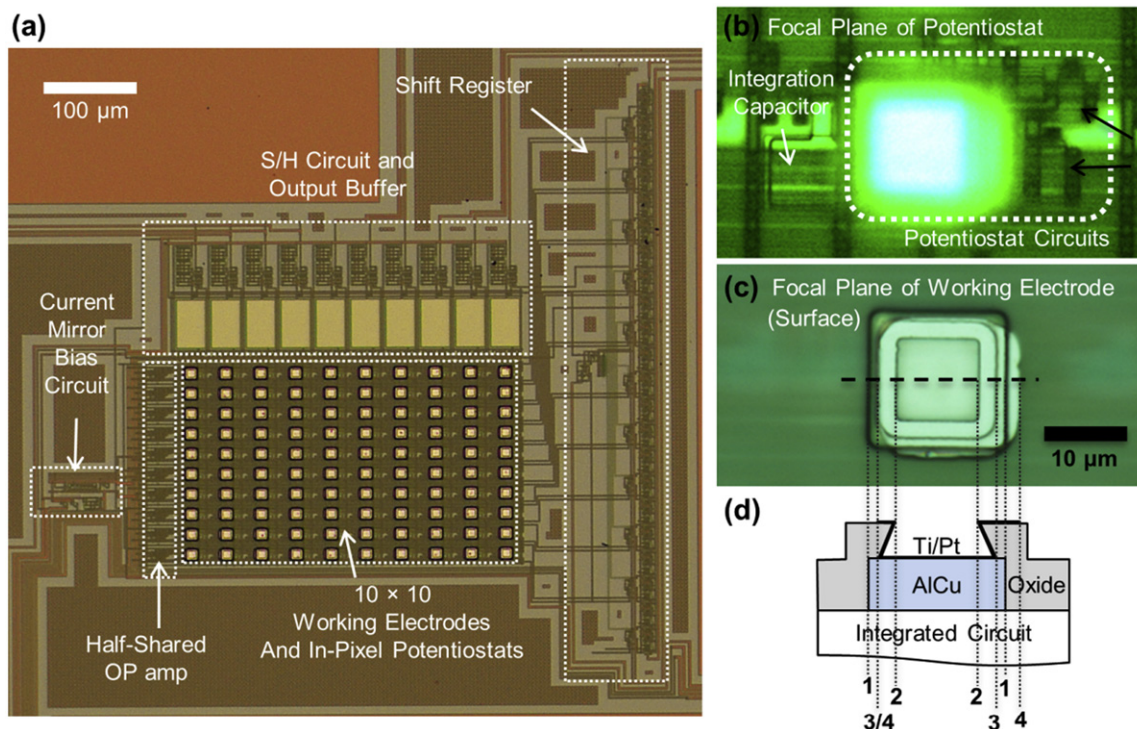 (a)
100 µm
Shift Register
S/H Circuit and
Output Buffer
Current
Mirror
Bias
Circuit
10 × 10
Working Electrodes
And In-Pixel Potentiostats
Half-Shared
OP amp
(b) Focal Plane of Potentiostat
Integration
Capacitor
Potentiostat Circuits
(c) Focal Plane of Working Electrode
(Surface)
10 µm
(d)
Ti/Pt
AlCu
Oxide
Integrated Circuit
1 2 2 1
3/4 3 4